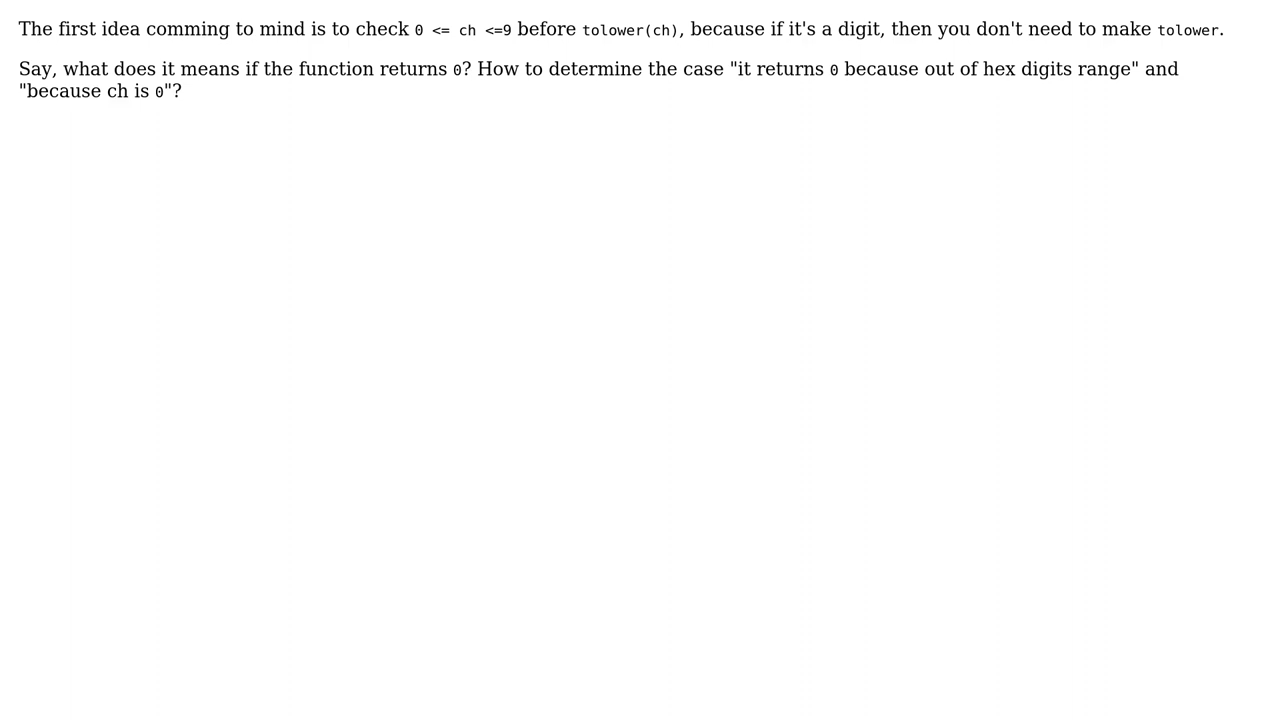 The first idea comming to mind is to check 0 <= ch <=9 before tolower(ch), because if it's a digit, then you don't need to make tolower.
Say, what does it means if the function returns 0? How to determine the case "it returns 0 because out of hex digits range" and
"because ch is 0"?